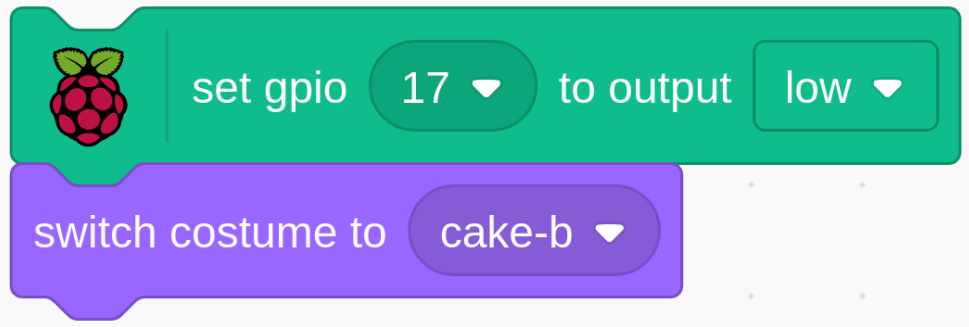 set gpio 17 to output low
switch costume to cake-b